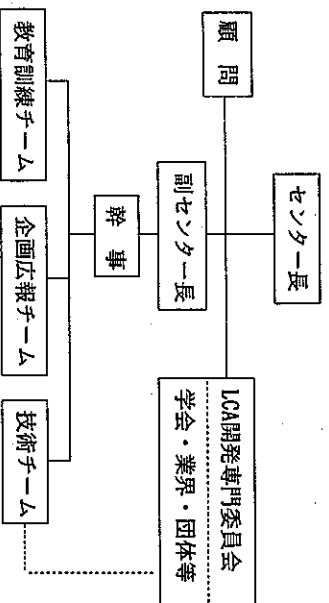 センター長
顧問
LCA開発専門委員会
学会・業界・団体等
副センター長
幹事
教育訓練チーム
企画広報チーム
技術チーム